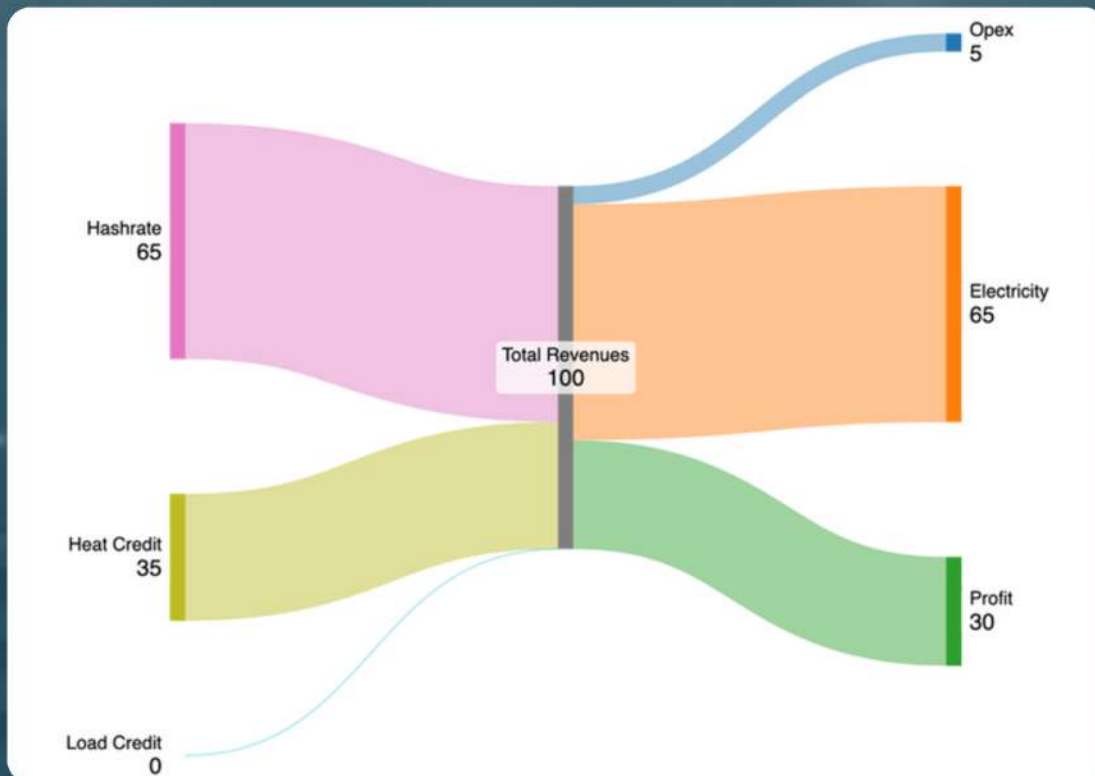 Hashrate
65
Heat Credit
35
Load Credit
0
Total Revenues
100
Opex
5
Electricity
65
Profit
30